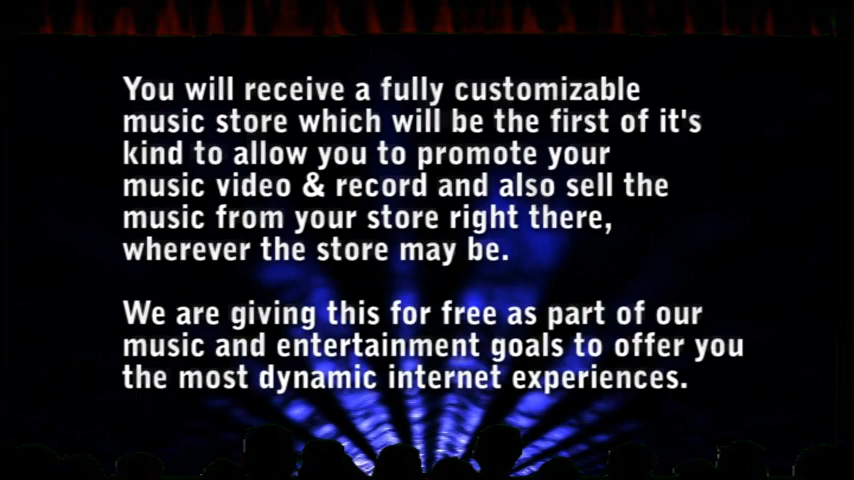 You will receive a fully customizable
music store which will be the first of it's
kind to allow you to promote your
music video & record and also sell the
music from your store right there,
wherever the store may be.
We are giving this for free as part of our
music and entertainment goals to offer you
the most dynamic internet experiences.